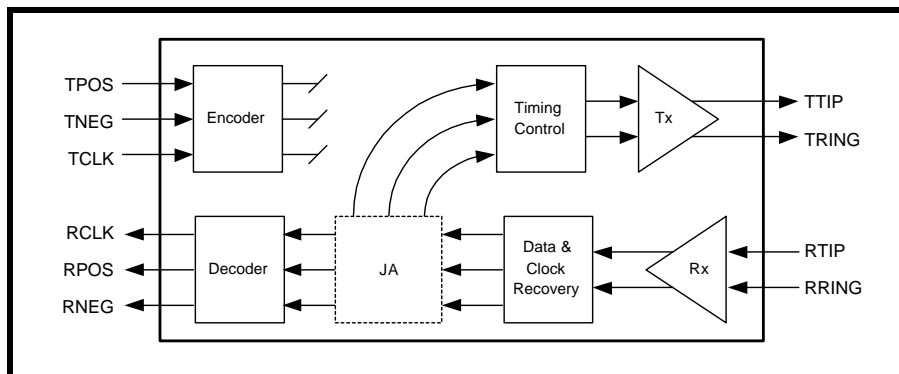 TPOS
TNEG
TCLK
Encoder
Timing
Control
Tx
TTIP
TRING
RCLK
RPOS
RNEG
Decoder
JA
Data &
Clock
Recovery
Rx
RTIP
RRING